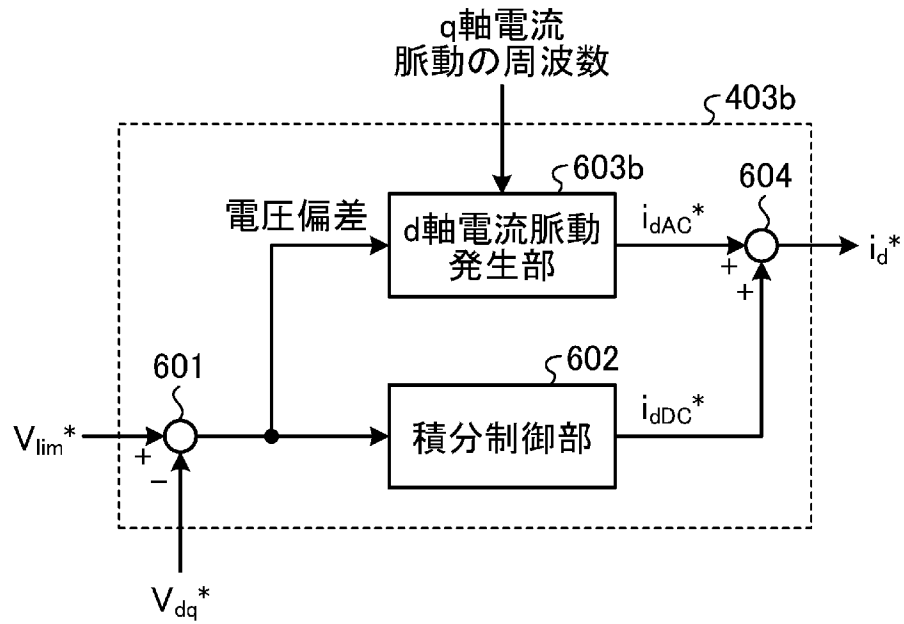 q軸電流
脈動の周波数
403b
603b
604
電圧偏差
d軸電流脈動
発生部
idAC*
id*
+
+
601
602
Vlim*
+
−
積分制御部
idDC*
Vdq*